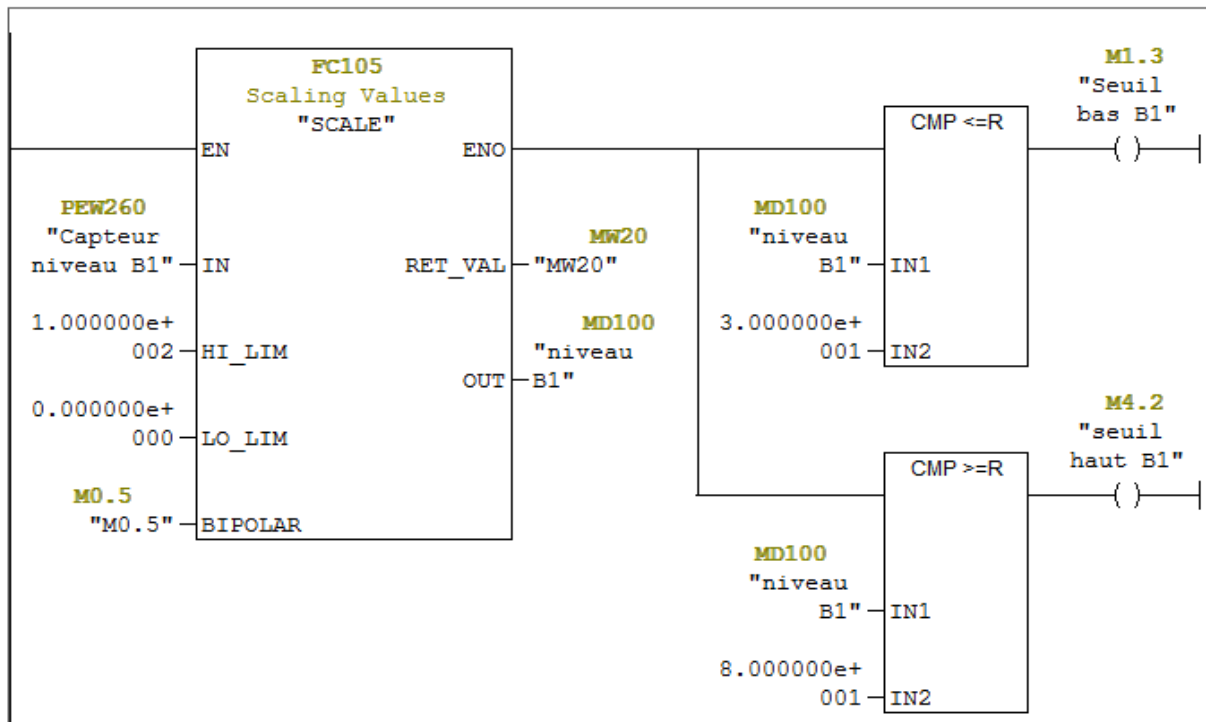 FC105
Scaling Values
"SCALE"
EN
ENO
PEW260
"Capteur
niveau B1"
IN
RET_VAL
MW20
"MW20"
1.000000e+
002
HI_LIM
MD100
"niveau
B1"
OUT
0.000000e+
000
LO_LIM
M0.5
"M0.5"
BIPOLAR
CMP <=R
M1.3
"Seuil
bas B1"
( )
MD100
"niveau
B1"
IN1
3.000000e+
001
IN2
CMP >=R
M4.2
"seuil
haut B1"
( )
MD100
"niveau
B1"
IN1
8.000000e+
001
IN2